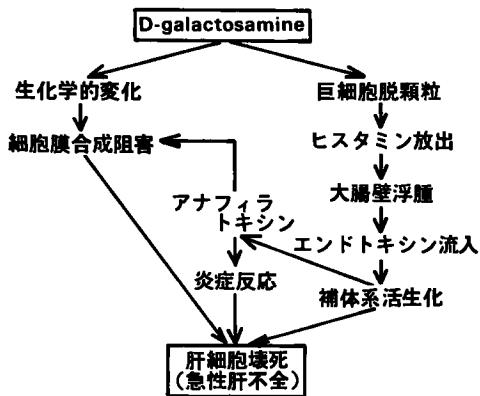 D-galactosamine
生化学的変化
細胞膜合成阻害
巨細胞脱顆粒
ヒスタミン放出
大腸壁浮腫
エンドトキシン流入
補体系活生化
アナフィラ
トキシン
炎症反応
肝細胞壊死
(急性肝不全)